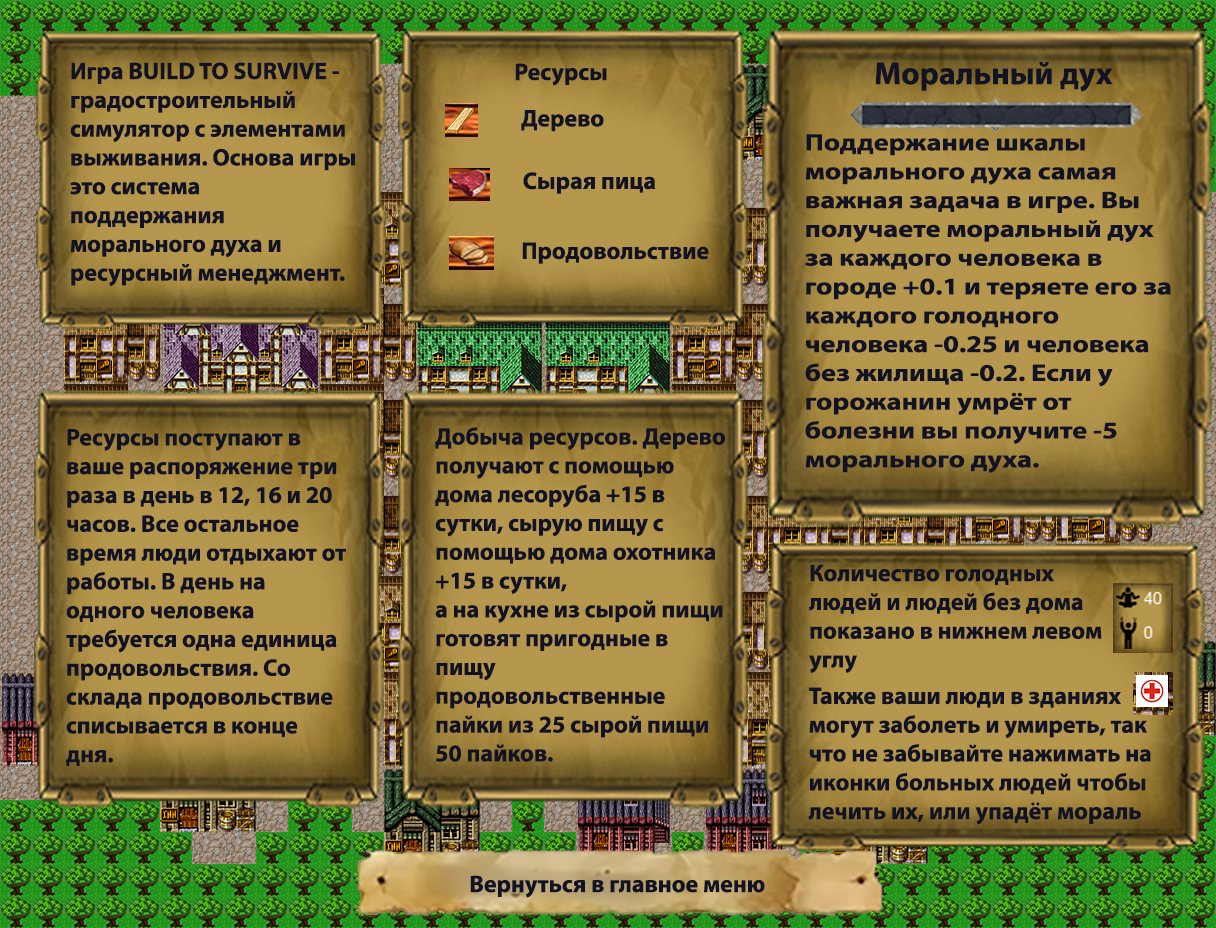 Игра BUILD TO SURVIVE -
градостроительный
симулятор с элементами
выживания. Основа игры
это система
поддержания
морального духа и
ресурсный менеджмент.
Ресурсы
Дерево
Сырая пица
Продовольствие
Моральный дух
Поддержание шкалы
морального духа самая
важная задача в игре. Вы
получаете моральный дух
за каждого человека в
городе +0.1 и теряете его за
каждого голодного
человека -0.25 и человека
без жилища -0.2. Если у
горожанин умрёт от
болезни вы получите -5
морального духа.
Ресурсы поступают в
ваше распоряжение три
раза в день в 12, 16 и 20
часов. Все остальное
время люди отдыхают от
работы. В день на
одного человека
требуется одна единица
продовольствия. Со
склада продовольствие
списывается в конце
дня.
Добыча ресурсов. Дерево
получают с помощью
дома лесоруба +15 в
сутки, сырую пищу с
помощью дома охотника
+15 в сутки,
а на кухне из сырой пищи
готовят пригодные в
пищу
продовольственные
пайки из 25 сырой пищи
50 пайков.
Количество голодных
людей и людей без дома
показано в нижнем левом
углу
40
0
Также ваши люди в зданиях
могут заболеть и умиреть, так
что не забывайте нажимать на
иконки больных людей чтобы
лечить их, или упадёт мораль
Вернуться в главное меню